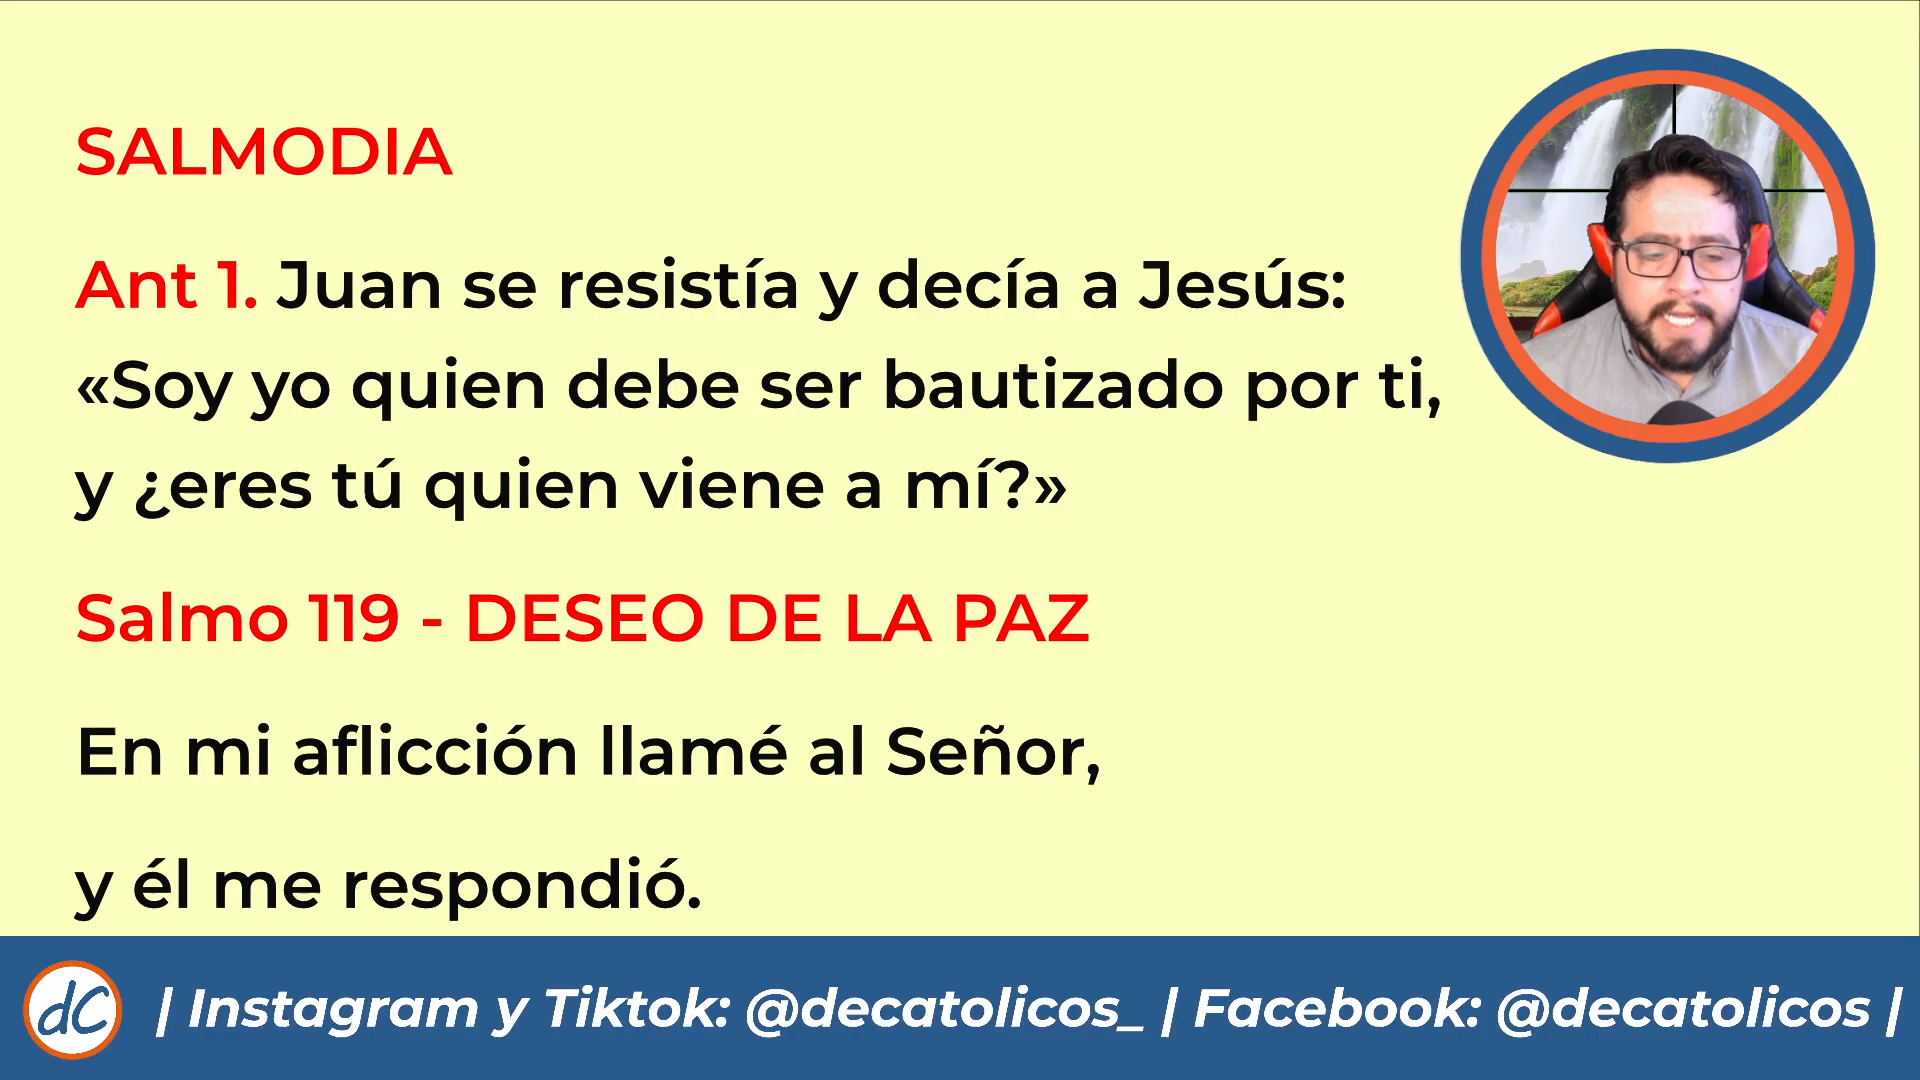 SALMODIA
Ant 1. Juan se resistía y decía a Jesús:
«Soy yo quien debe ser bautizado por ti,
y ¿eres tú quien viene a mí?»
Salmo 119 - DESEO DE LA PAZ
En mi aflicción llamé al Señor,
y él me respondió.
dC | Instagram y Tiktok: @decatolicos_ | Facebook: @decatolicos |